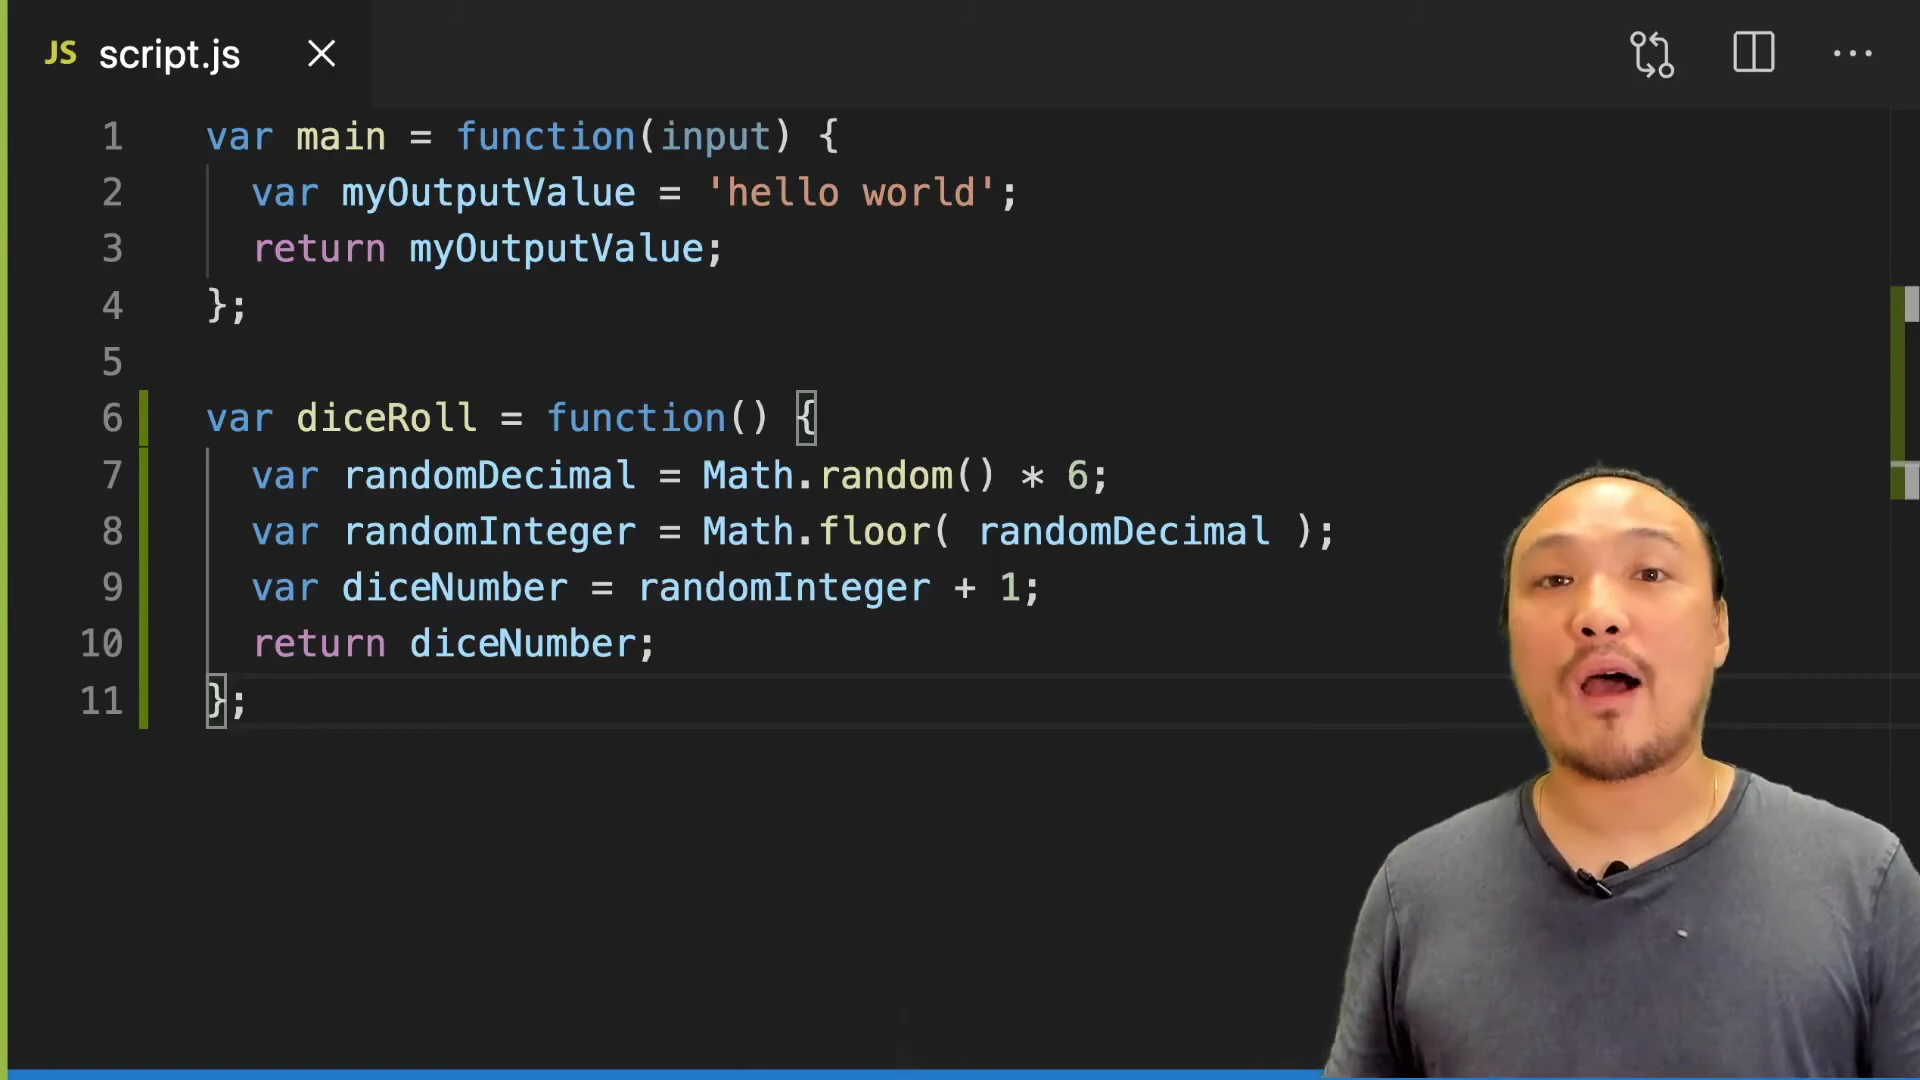 JS script.js
1 var main = function(input) {
2 var myOutputValue = 'hello world';
3 return myOutputValue;
4 };
5
6 var diceRoll = function() {
7 var randomDecimal = Math.random() * 6;
8 var randomInteger = Math.floor( randomDecimal );
9 var diceNumber = randomInteger + 1;
10 return diceNumber;
11 };